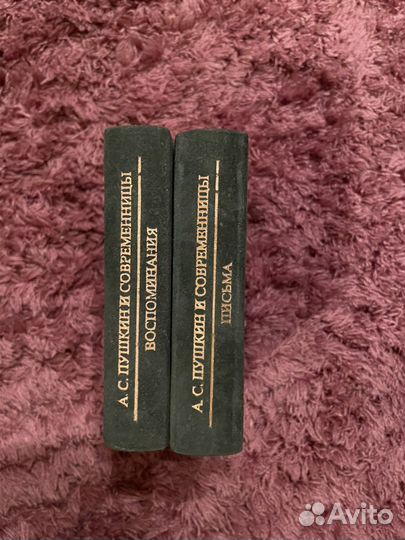 А. С. ПУШКИН И СОВРЕМЕННИЦЫ
ВОСПОМИНАНИЯ
А. С. ПУШКИН И СОВРЕМЕННИЦЫ
ПИСЬМА
Avito